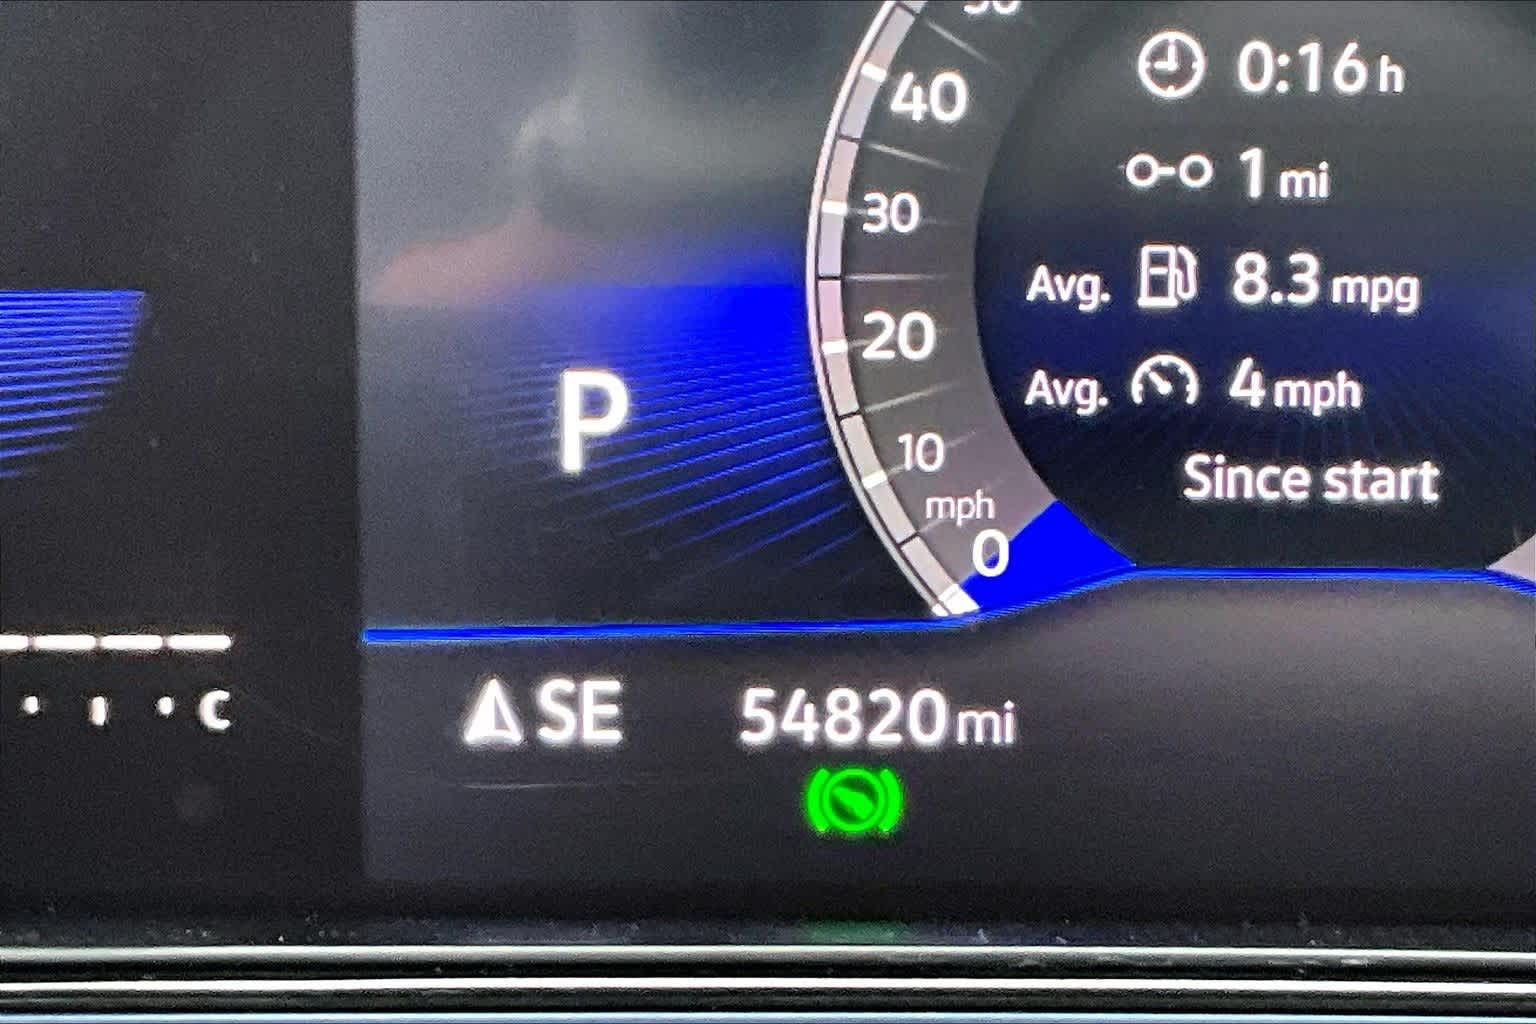 40
0:16 h
1 mi
30
Avg. 8.3 mpg
20
Avg. 4 mph
P
10
Since start
mph
0
SE
54820 mi
C